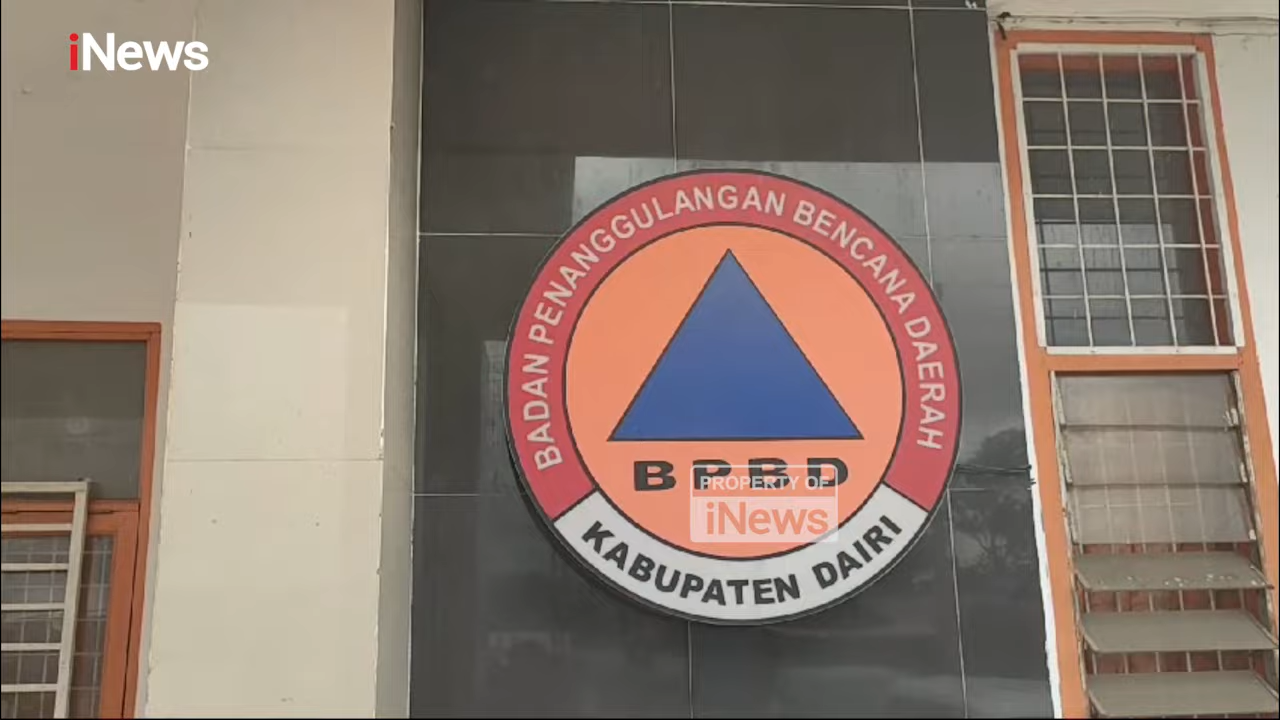 iNews
BADAN PENANGGULANGAN BENCANA DAERAH
BPBD
PROPERTY OF
iNews
KABUPATEN DAIRI